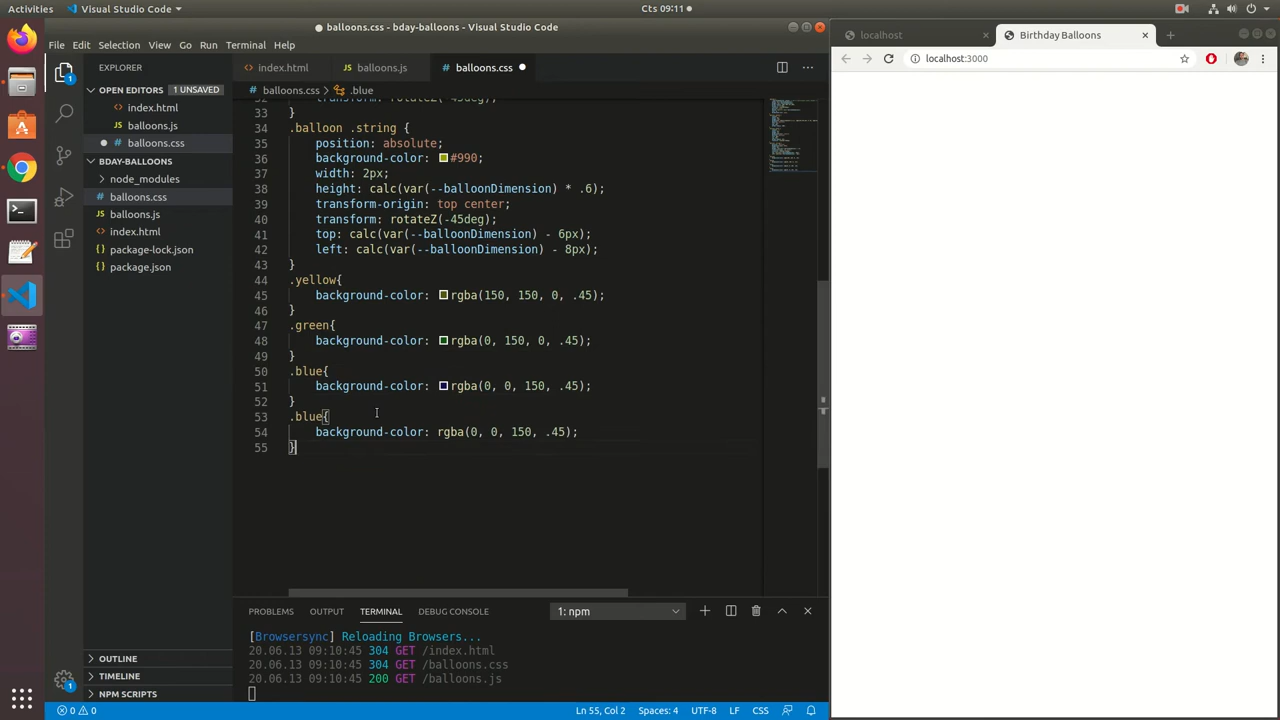 Activities
Visual Studio Code
Cts 09:11
balloons.css - bday-balloons - Visual Studio Code
File Edit Selection View Go Run Terminal Help
localhost
Birthday Balloons
localhost:3000
EXPLORER
OPEN EDITORS 1 UNSAVED
index.html
balloons.js
balloons.css
BDAY-BALLOONS
node_modules
balloons.css
balloons.js
index.html
package-lock.json
package.json
OUTLINE
TIMELINE
NPM SCRIPTS
index.html balloons.js balloons.css
balloons.css > .blue
32 transform: rotateZ(-45deg);
33 }
34 .balloon .string {
35 position: absolute;
36 background-color: #990;
37 width: 2px;
38 height: calc(var(--balloonDimension) * .6);
39 transform-origin: top center;
40 transform: rotateZ(-45deg);
41 top: calc(var(--balloonDimension) - 6px);
42 left: calc(var(--balloonDimension) - 8px);
43 }
44 .yellow{
45 background-color: rgba(150, 150, 0, .45);
46 }
47 .green{
48 background-color: rgba(0, 150, 0, .45);
49 }
50 .blue{
51 background-color: rgba(0, 0, 150, .45);
52 }
53 .blue{
54 background-color: rgba(0, 0, 150, .45);
55 }
PROBLEMS OUTPUT TERMINAL DEBUG CONSOLE
1: npm
[Browsersync] Reloading Browsers...
20.06.13 09:10:45 304 GET /index.html
20.06.13 09:10:45 304 GET /balloons.css
20.06.13 09:10:45 200 GET /balloons.js
0 0
Ln 55, Col 2 Spaces: 4 UTF-8 LF CSS